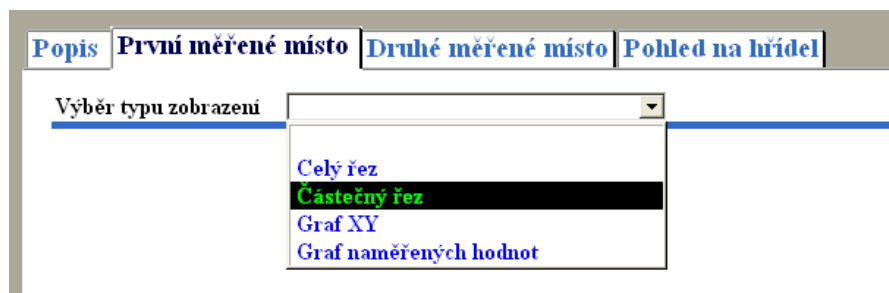 Popis První měřené místo Druhé měřené místo Pohled na hřídel
Výběr typu zobrazení
Celý řez
Částečný řez
Graf XY
Graf naměřených hodnot